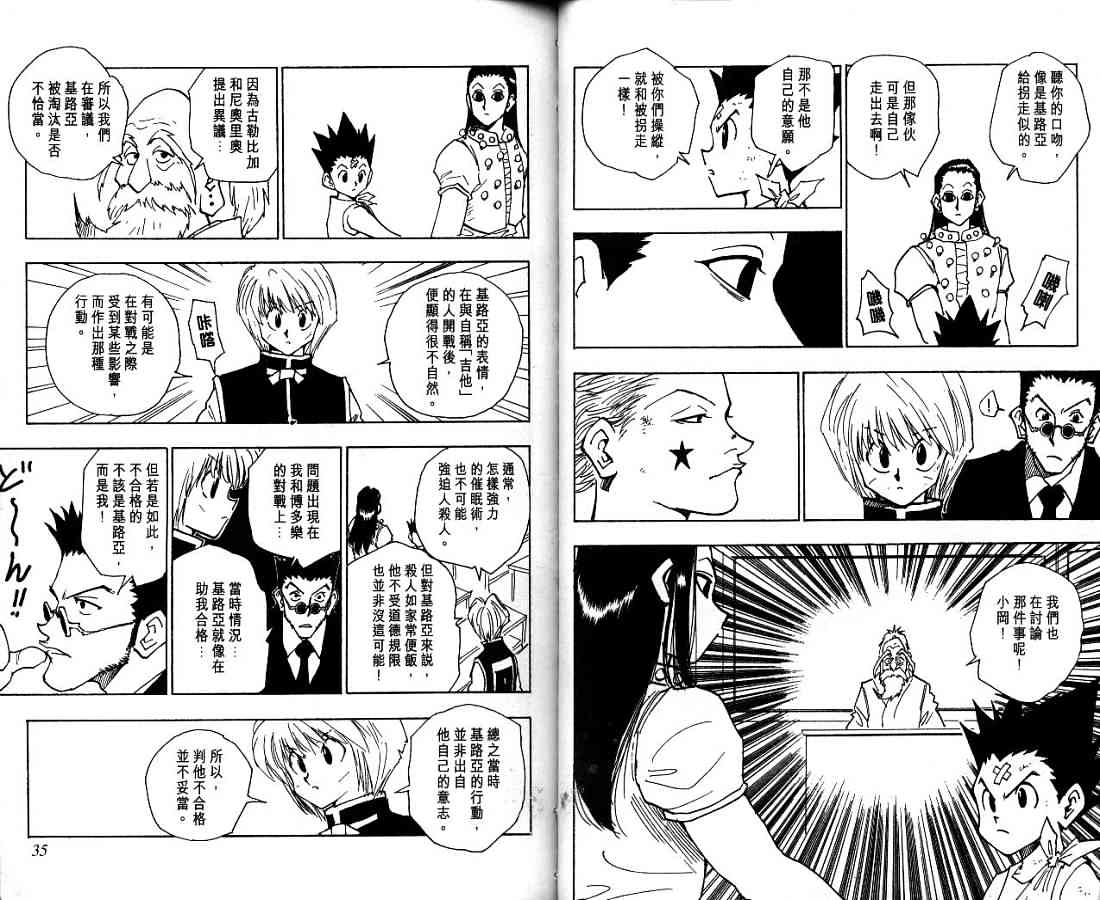 聽你的口吻，
像是基路亞
給拐走似的。
但那傢伙
可是自己
走出去啊！
嘰喇
嘰嘰
那不是他
自己的意願。
被你們操縱，
就和被拐走
一樣！
！
我們也
在討論
那件事呢！
小岡！
因為古勒比加
和尼奧里奧
提出異議…
所以我們
在審議，
基路亞
被淘汰是否
不恰當。
基路亞的表情，
在與自稱「吉他」
的人開戰後，
便顯得很不自然。
咔嗒
有可能是
在對戰之際
受到某些影響，
而作出那種
行動。
通常，
怎樣強力
的催眠術，
也不可能
強迫殺人。
但對基路亞來說，
殺人如家常便飯，
他不受道德規限
也並非沒這可能！
問題出現在
我和博多樂
的對戰上…
當時情況…
基路亞就像在
助我合格…
但若是如此，
不合格的
不該是基路亞，
而是我！
ど～～ん!!
總之當時
基路亞的行動，
並非出自
他自己的意志。
所以，
判他不合格
並不妥當。
35